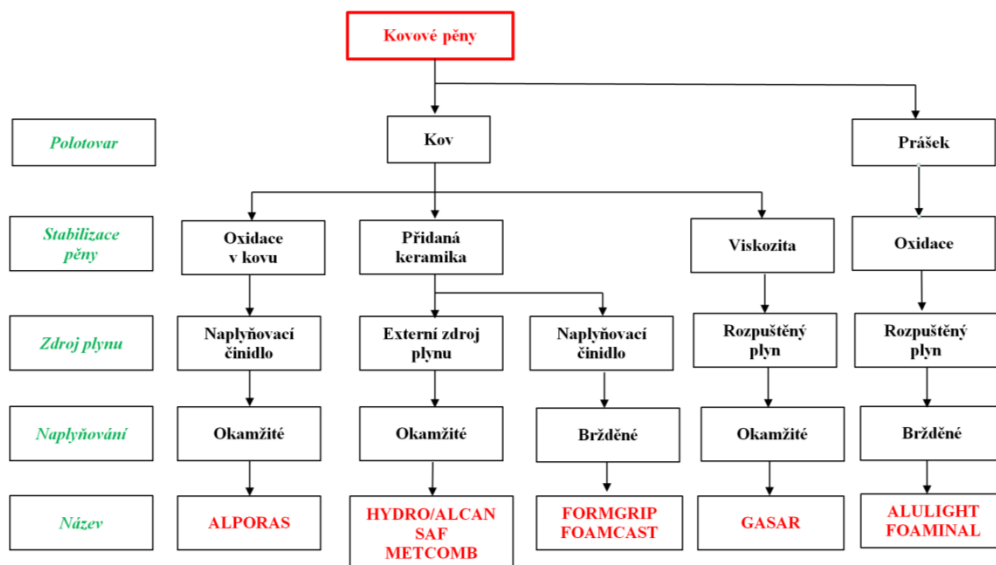 Kovové pěny
Polotovar
Kov
Prášek
Stabilizace
pěny
Oxidace
v kovu
Přidaná
keramika
Viskozita
Oxidace
Zdroj plynu
Naplyňovací
činidlo
Externí zdroj
plynu
Naplyňovací
činidlo
Rozpuštěný
plyn
Rozpuštěný
plyn
Naplyňování
Okamžité
Okamžité
Bržděné
Okamžité
Bržděné
Název
ALPORAS
HYDRO/ALCAN
SAF
METCOMB
FORMGRIP
FOAMCAST
GASAR
ALULIGHT
FOAMINAL